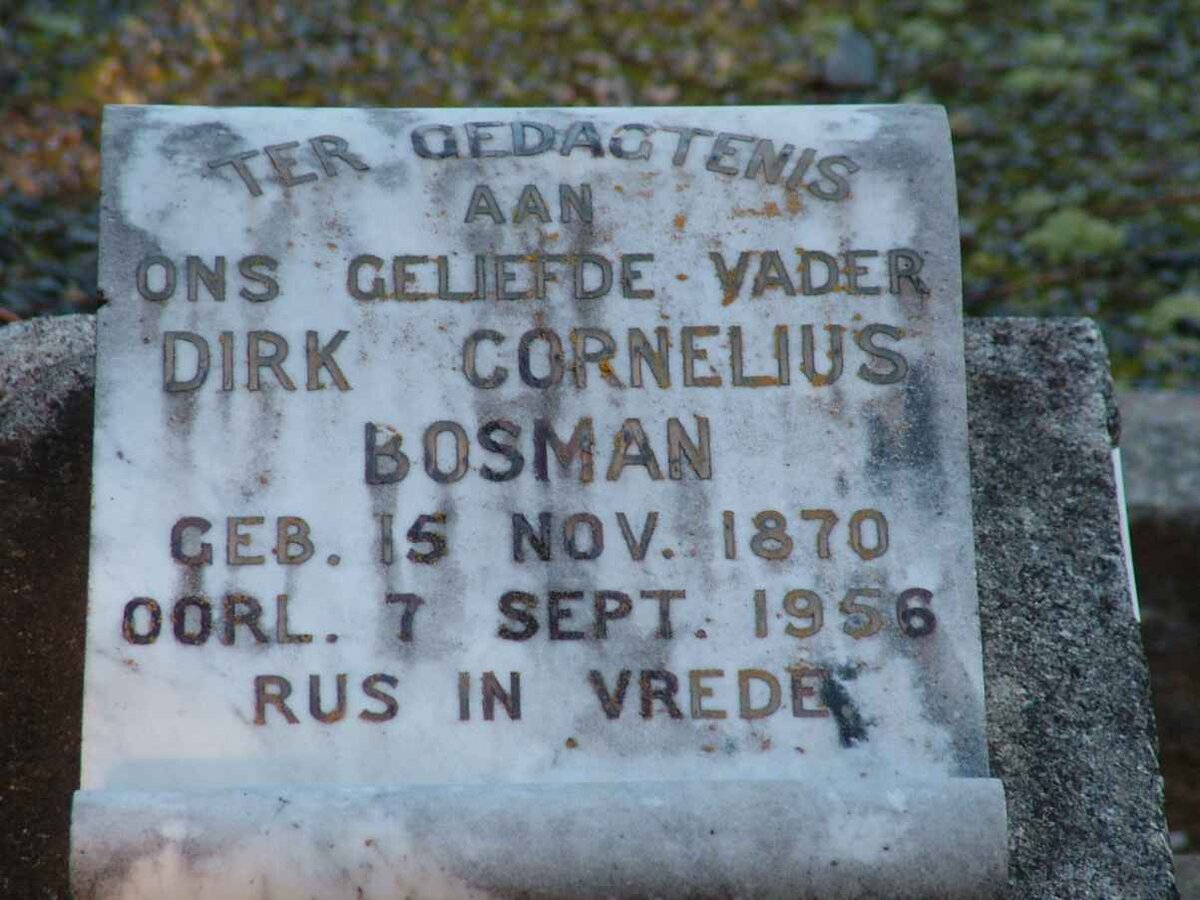 TER GEDAGTENIS
AAN
ONS GELIEFDE VADER
DIRK CORNELIUS
BOSMAN
GEB. 15 NOV. 1870
OORL. 7 SEPT. 1956
RUS IN VREDE